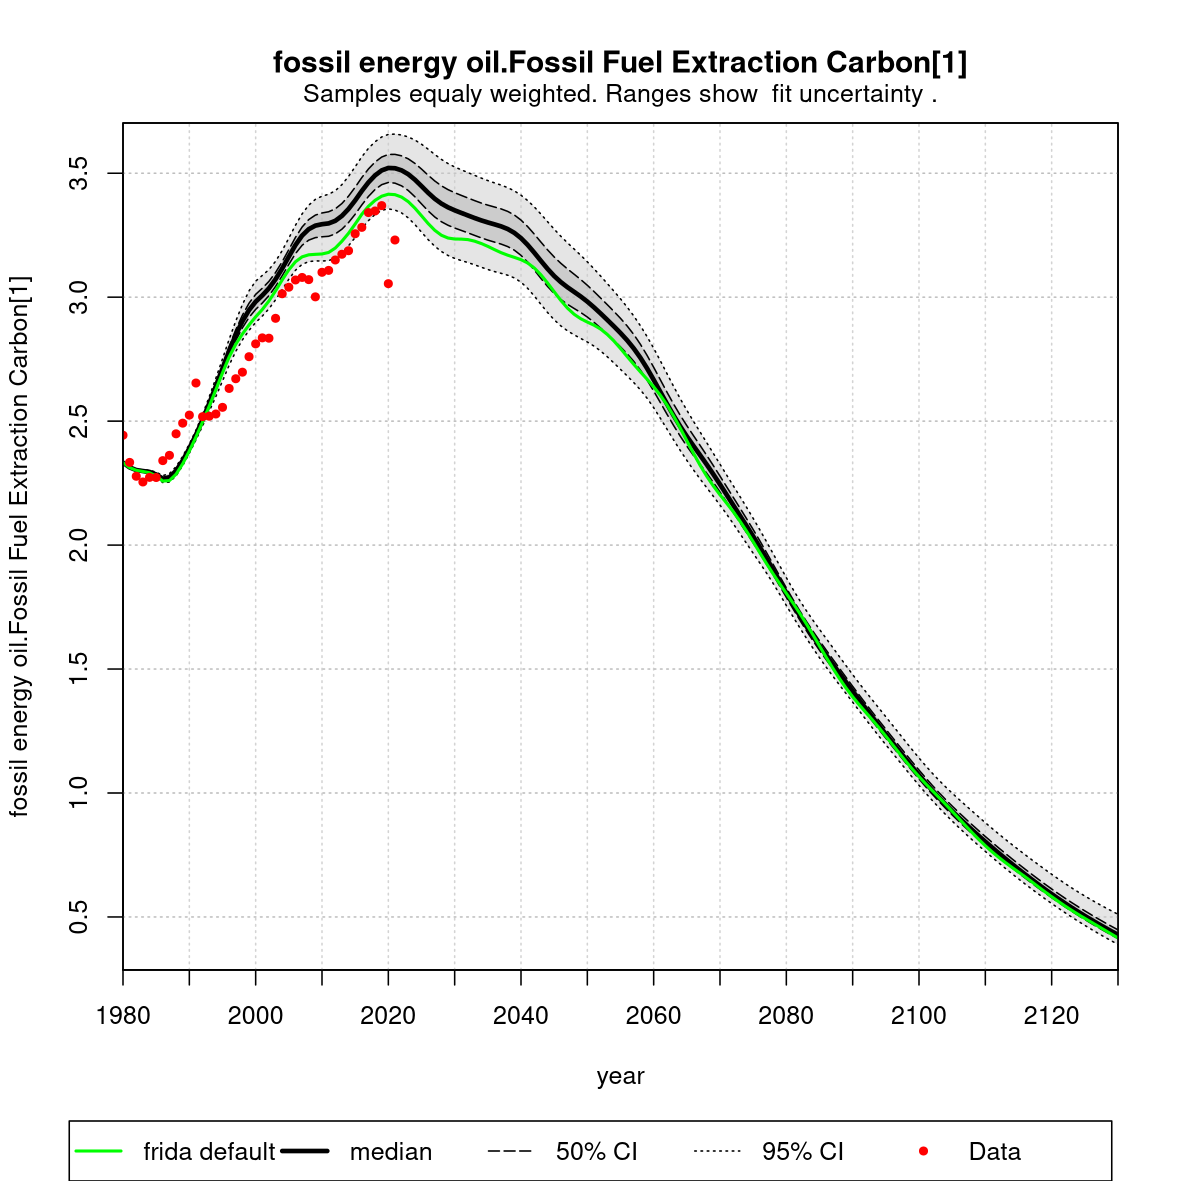 fossil energy oil.Fossil Fuel Extraction Carbon[1]
Samples equaly weighted. Ranges show  fit uncertainty .
fossil energy oil.Fossil Fuel Extraction Carbon[1]
3.5
3.0
2.5
2.0
1.5
1.0
0.5
1980 2000 2020 2040 2060 2080 2100 2120
year
frida default median 50% CI 95% CI Data